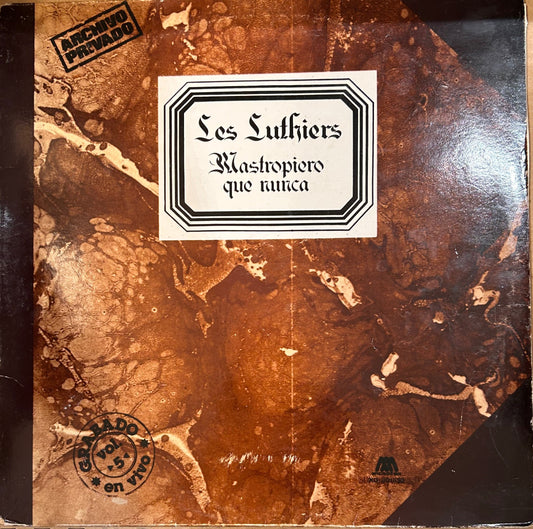 ARCHIVO
PRIVADO
Les Luthiers
Mastropiero
que nunca
GRABADO
en
vivo
vol.
5